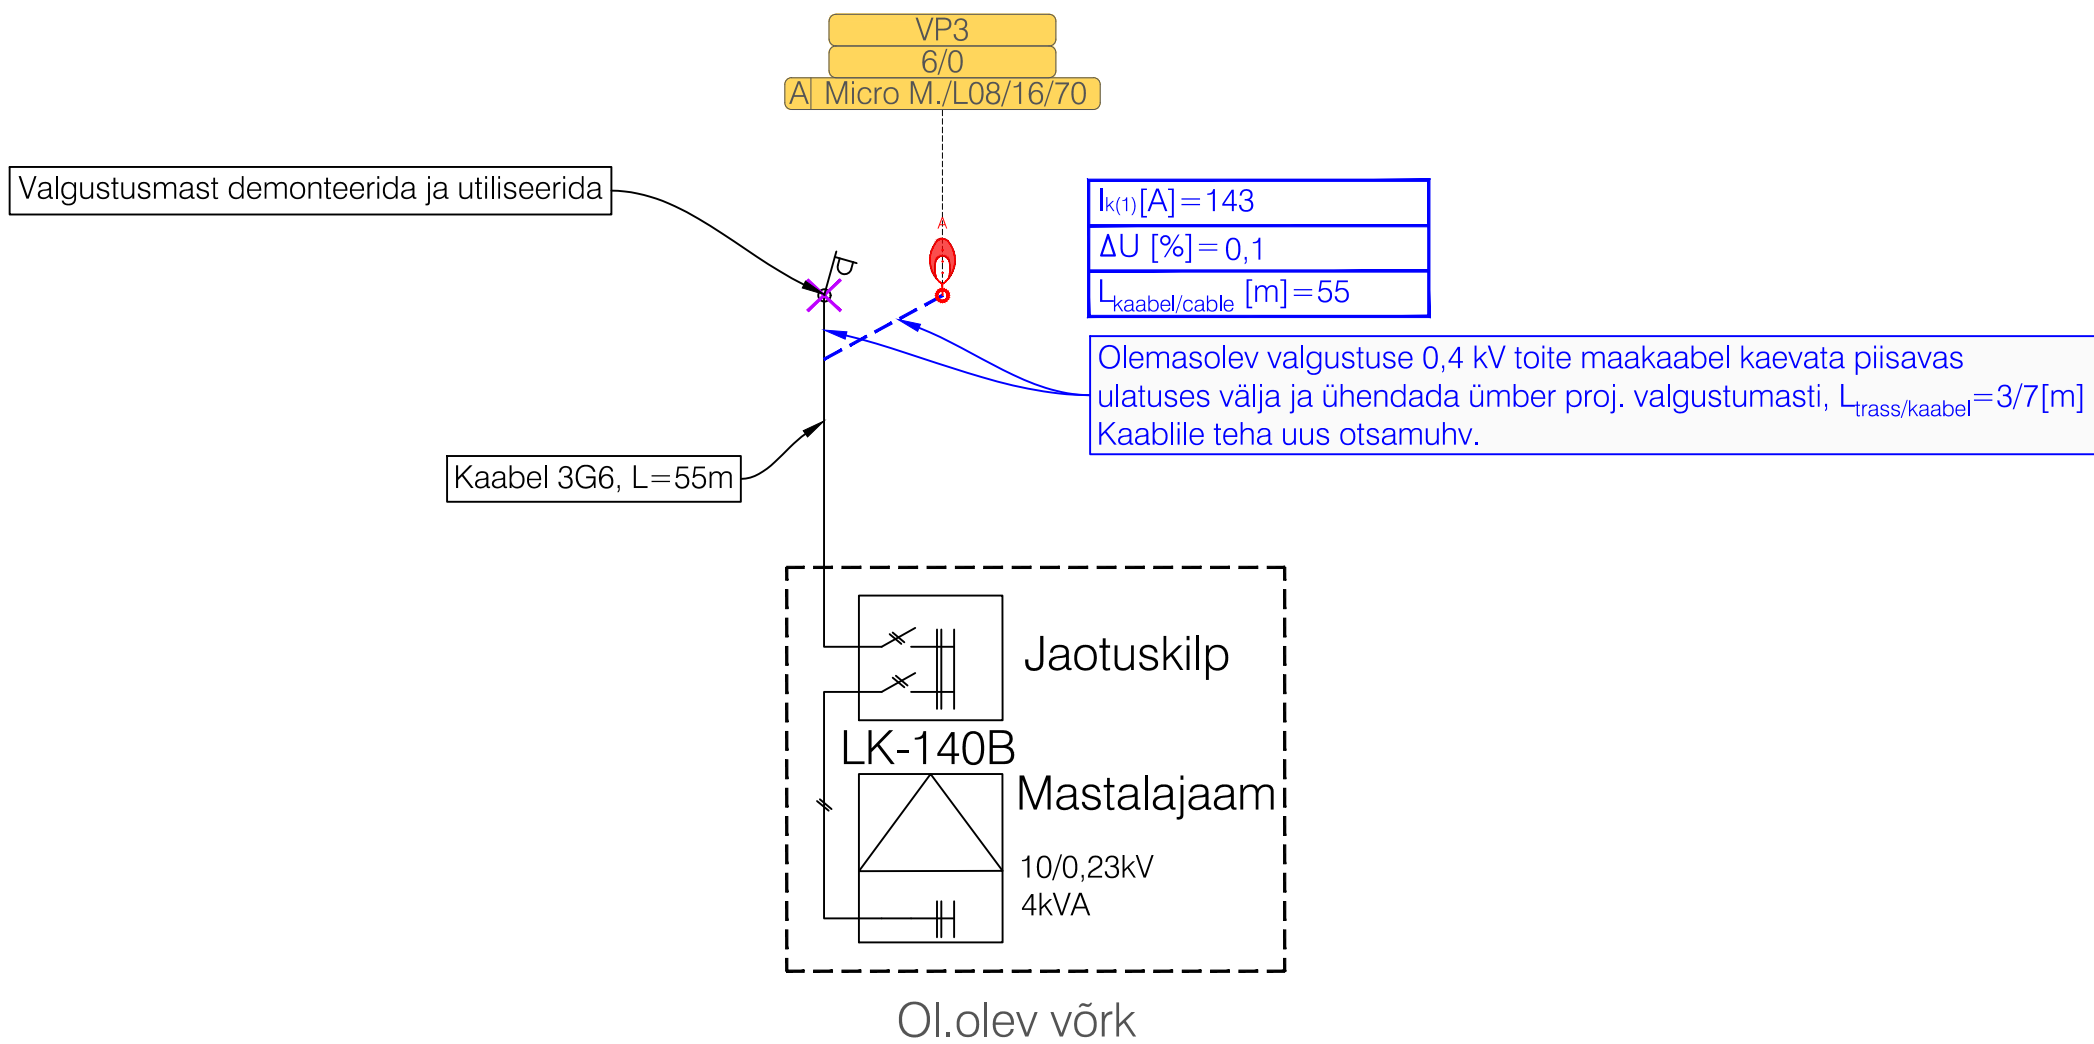 VP3
6/0
A Micro M./L08/16/70
Valgustusmast demonteerida ja utiliseerida
Ik(1)[A]=143
ΔU [%]=0,1
Lkaabel/cable [m]=55
Olemasolev valgustuse 0,4 kV toite maakaabel kaevata piisavas
ulatuses välja ja ühendada ümber proj. valgustumasti, Ltrass/kaabel=3/7[m]
Kaablile teha uus otsamuhv.
Kaabel 3G6, L=55m
Jaotuskilp
LK-140B
Mastalajaam
10/0,23kV
4kVA
Ol.olev võrk